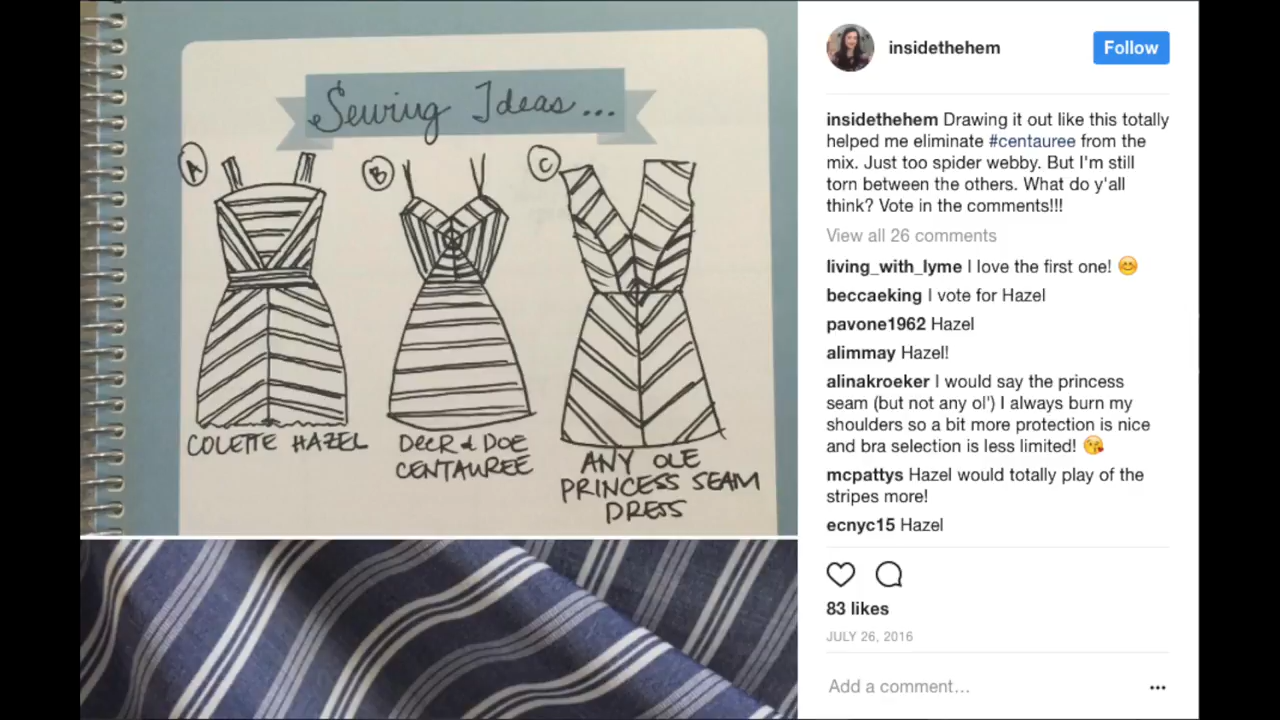 Sewing Ideas...
A
B
C
COLETTE HAZEL
DEER & DOE
CENTAUREE
ANY OLE
PRINCESS SEAM
DRESS
insidethehem
Follow
insidethehem Drawing it out like this totally
helped me eliminate #centauree from the
mix. Just too spider webby. But I'm still
torn between the others. What do y'all
think? Vote in the comments!!!
View all 26 comments
living_with_lyme I love the first one! 😊
beccaeking I vote for Hazel
pavone1962 Hazel
alimmay Hazel!
alinakroeker I would say the princess
seam (but not any ol') I always burn my
shoulders so a bit more protection is nice
and bra selection is less limited! 😘
mcpattys Hazel would totally play of the
stripes more!
ecnyc15 Hazel
83 likes
JULY 26, 2016
Add a comment...